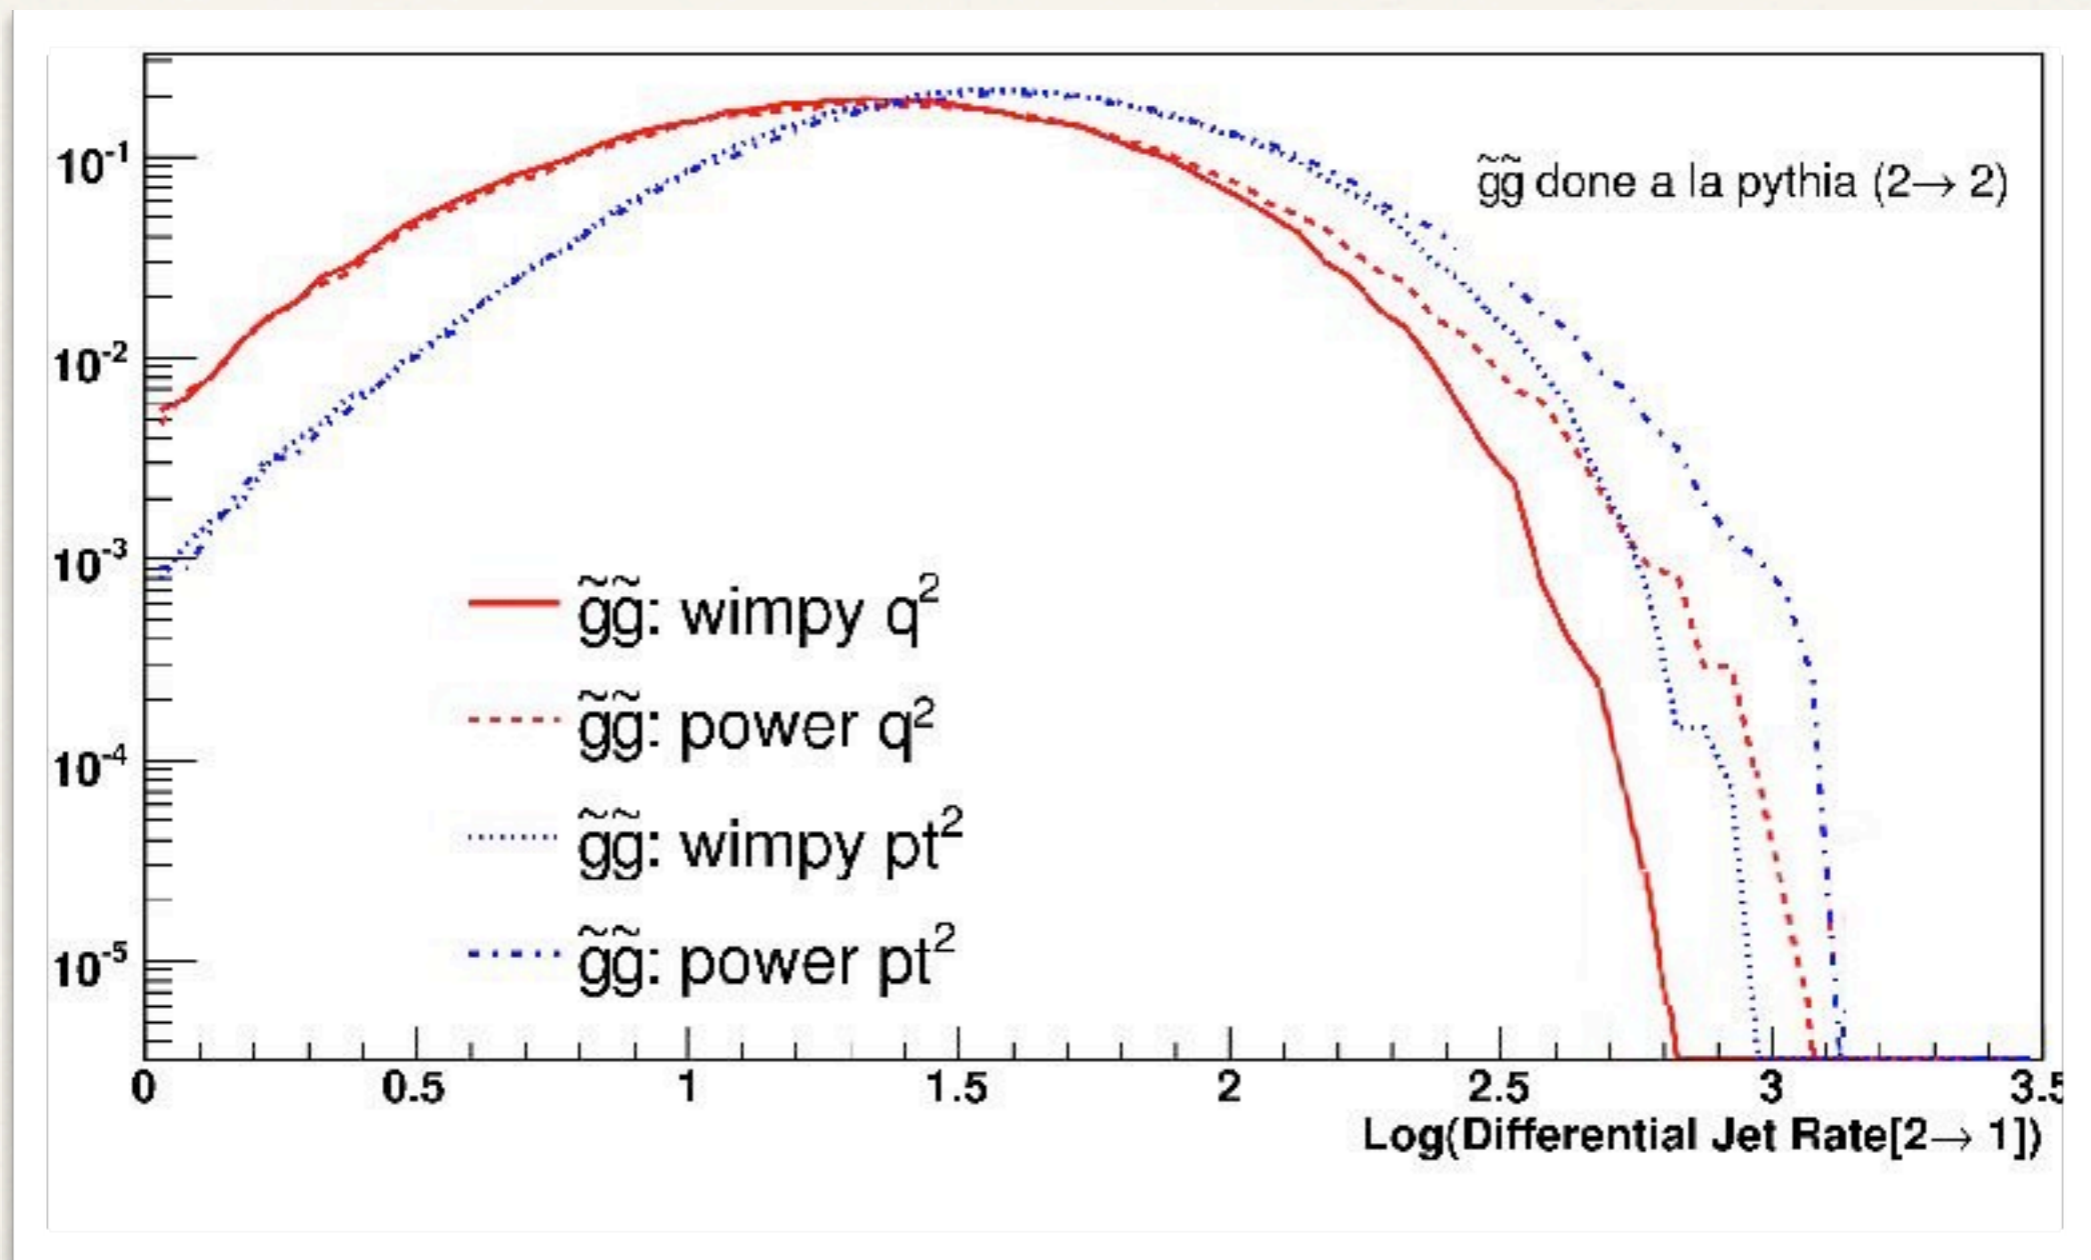 10⁻¹
10⁻²
10⁻³
10⁻⁴
10⁻⁵
g̃g̃ done a la pythia (2→ 2)
g̃g̃: wimpy q²
g̃g̃: power q²
g̃g̃: wimpy pt²
g̃g̃: power pt²
0 0.5 1 1.5 2 2.5 3 3.5
Log(Differential Jet Rate[2→ 1])